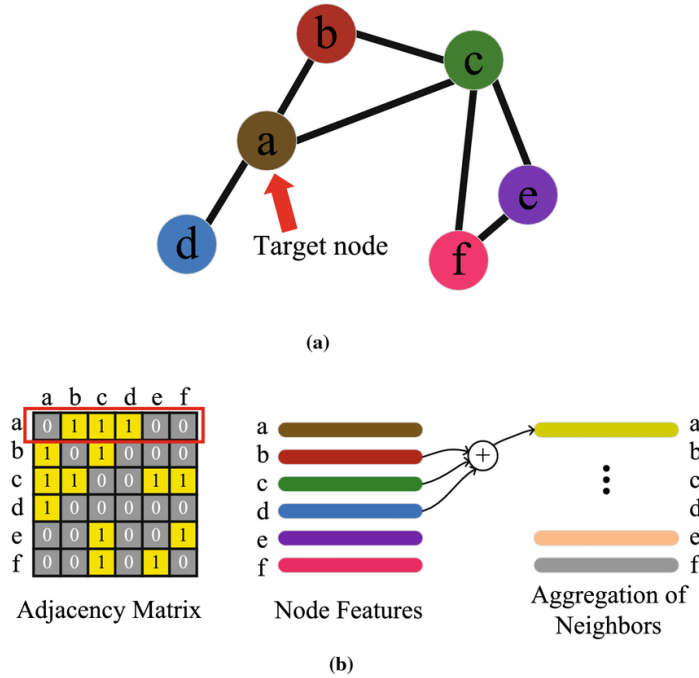 b
c
a
e
d
f
Target node
(a)
a b c d e f
a 0 1 1 1 0 0
b 1 0 1 0 0 0
c 1 1 0 0 1 1
d 1 0 0 0 0 0
e 0 0 1 0 0 1
f 0 0 1 0 1 0
Adjacency Matrix
a
b
c
d
e
f
+
Node Features
a
b
c
d
e
f
Aggregation of
Neighbors
(b)